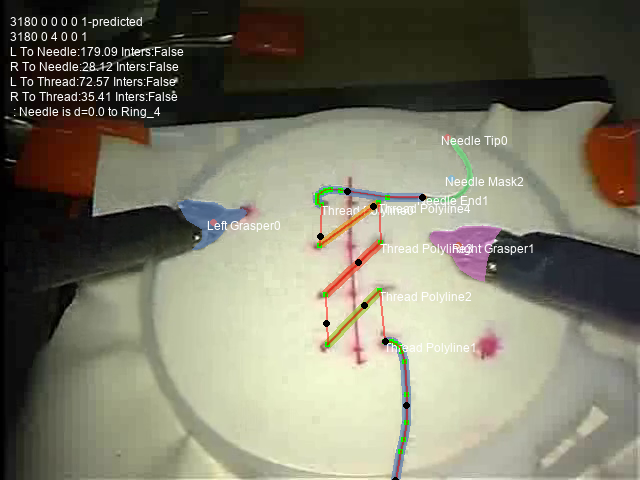 3180 0 0 0 0 1-predicted
3180 0 4 0 0 1
L To Needle:179.09 Inters:False
R To Needle:28.12 Inters:False
L To Thread:72.57 Inters:False
R To Thread:35.41 Inters:False
: Needle is d=0.0 to Ring_4
Needle Tip0
Needle Mask2
Needle End1
Thread Polyline4
Left Grasper0
Right Grasper1
Thread Polyline2
Thread Polyline1